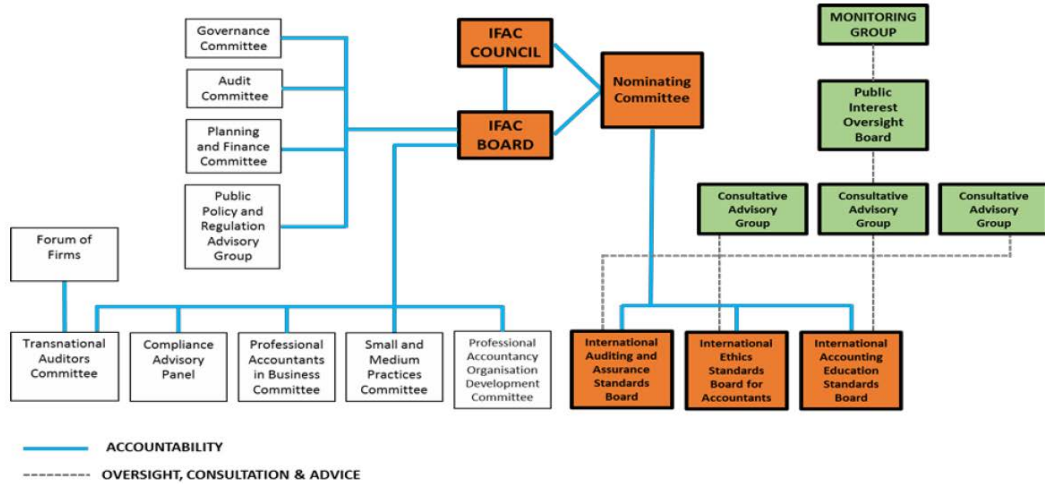 Governance
Committee
Audit
Committee
Planning
and Finance
Committee
Public
Policy and
Regulation
Advisory
Group
IFAC
COUNCIL
IFAC
BOARD
Nominating
Committee
MONITORING
GROUP
Public
Interest
Oversight
Board
Consultative
Advisory
Group
Consultative
Advisory
Group
Consultative
Advisory
Group
Forum of
Firms
Transnational
Auditors
Committee
Compliance
Advisory
Panel
Professional
Accountants
in Business
Committee
Small and
Medium
Practices
Committee
Professional
Accountancy
Organisation
Development
Committee
International
Auditing and
Assurance
Standards
Board
International
Ethics
Standards
Board for
Accountants
International
Accounting
Education
Standards
Board
ACCOUNTABILITY
OVERSIGHT, CONSULTATION & ADVICE